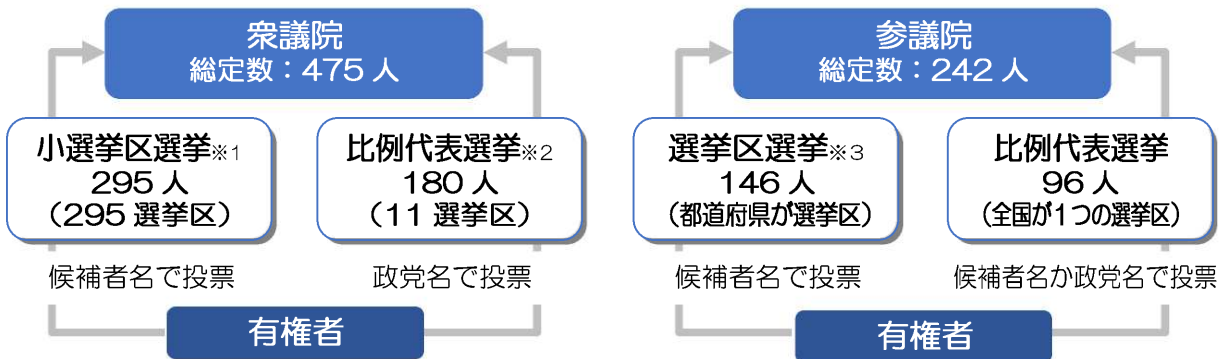 衆議院
総定数：475 人
小選挙区選挙※1
295 人
（295 選挙区）
比例代表選挙※2
180 人
（11 選挙区）
候補者名で投票
政党名で投票
有権者
参議院
総定数：242 人
選挙区選挙※3
146 人
（都道府県が選挙区）
比例代表選挙
96 人
（全国が１つの選挙区）
候補者名で投票
候補者名か政党名で投票
有権者